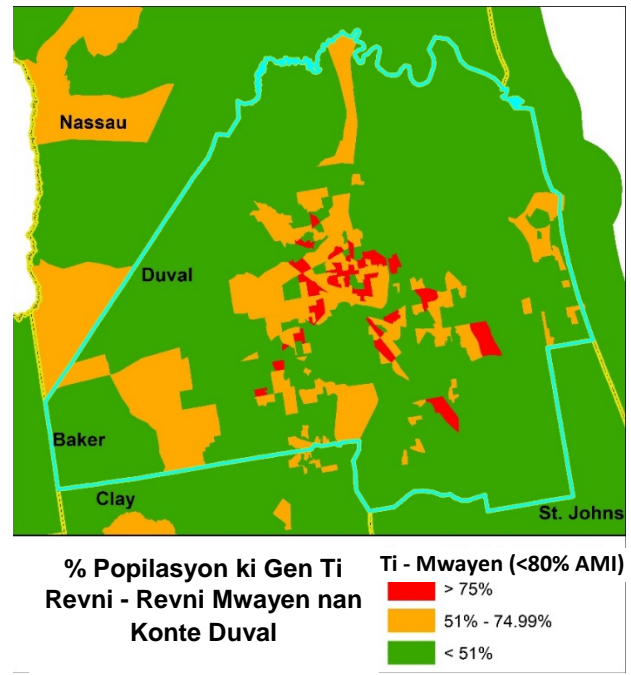 Nassau
Duval
Baker
Clay
St. Johns
% Popilasyon ki Gen Ti
Revni - Revni Mwayen nan
Konte Duval
Ti - Mwayen (<80% AMI)
> 75%
51% - 74.99%
< 51%